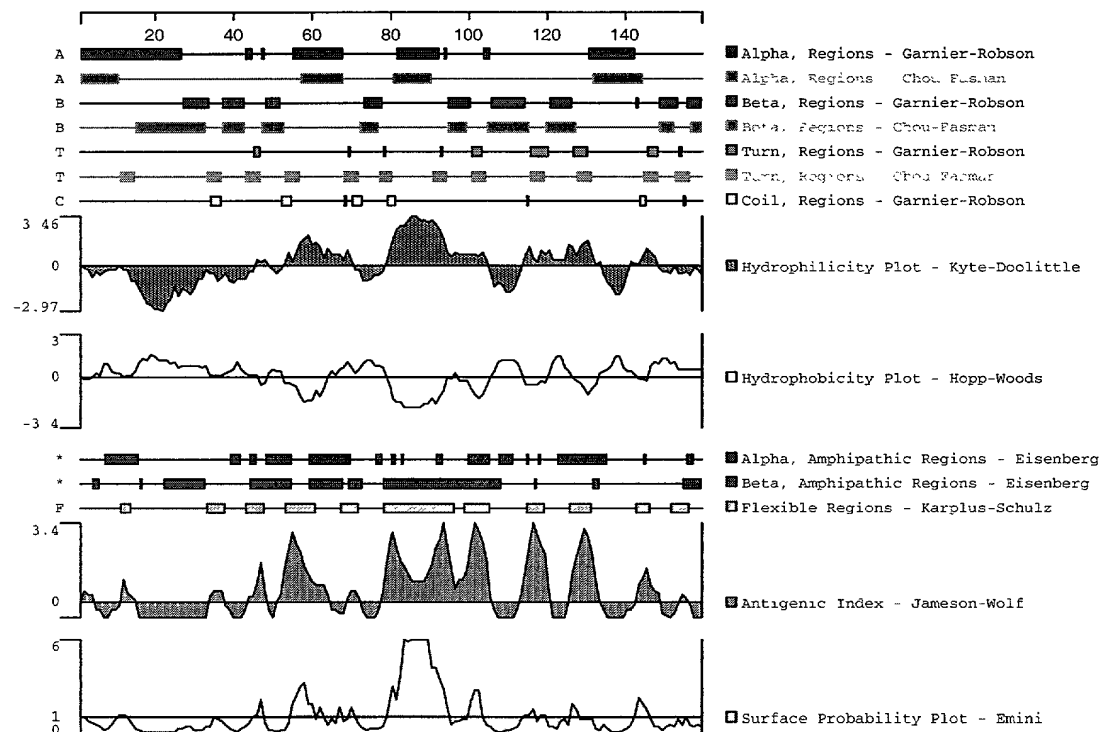 20 40 60 80 100 120 140
A Alpha, Regions - Garnier-Robson
A Alpha, Regions - Chou-Fasman
B Beta, Regions - Garnier-Robson
B Beta, Regions - Chou-Fasman
T Turn, Regions - Garnier-Robson
T Turn, Regions - Chou-Fasman
C Coil, Regions - Garnier-Robson
3 46
0 Hydrophilicity Plot - Kyte-Doolittle
-2.97
3
0 Hydrophobicity Plot - Hopp-Woods
-3 4
* Alpha, Amphipathic Regions - Eisenberg
* Beta, Amphipathic Regions - Eisenberg
F Flexible Regions - Karplus-Schulz
3.4
0 Antigenic Index - Jameson-Wolf
6
1 Surface Probability Plot - Emini
0